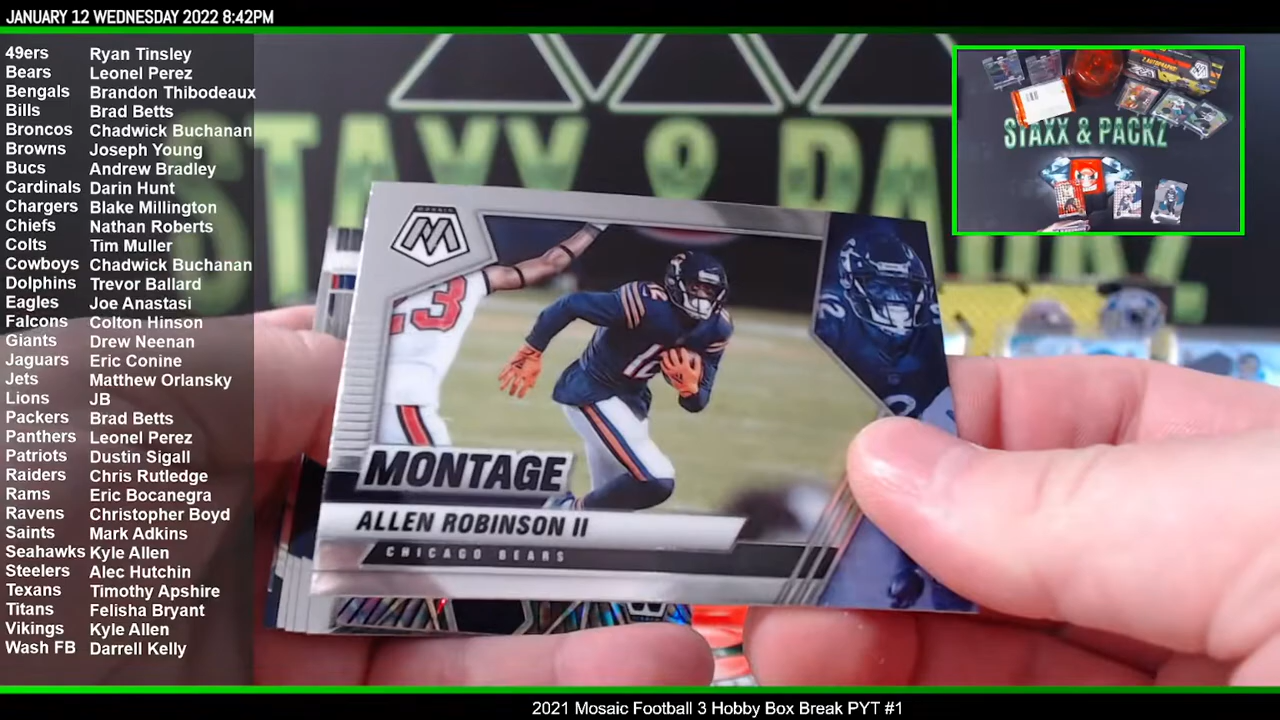 JANUARY 12 WEDNESDAY 2022 8:42PM
49ers Ryan Tinsley
Bears Leonel Perez
Bengals Brandon Thibodeaux
Bills Brad Betts
Broncos Chadwick Buchanan
Browns Joseph Young
Bucs Andrew Bradley
Cardinals Darin Hunt
Chargers Blake Millington
Chiefs Nathan Roberts
Colts Tim Muller
Cowboys Chadwick Buchanan
Dolphins Trevor Ballard
Eagles Joe Anastasi
Falcons Colton Hinson
Giants Drew Neenan
Jaguars Eric Conine
Jets Matthew Orlansky
Lions JB
Packers Brad Betts
Panthers Leonel Perez
Patriots Dustin Sigall
Raiders Chris Rutledge
Rams Eric Bocanegra
Ravens Christopher Boyd
Saints Mark Adkins
Seahawks Kyle Allen
Steelers Alec Hutchin
Texans Timothy Apshire
Titans Felisha Bryant
Vikings Kyle Allen
Wash FB Darrell Kelly
STAXX & PACKZ
MOSAIC
M
12
MONTAGE
ALLEN ROBINSON II
CHICAGO BEARS
STAXX & PACKZ
2021 Mosaic Football 3 Hobby Box Break PYT #1